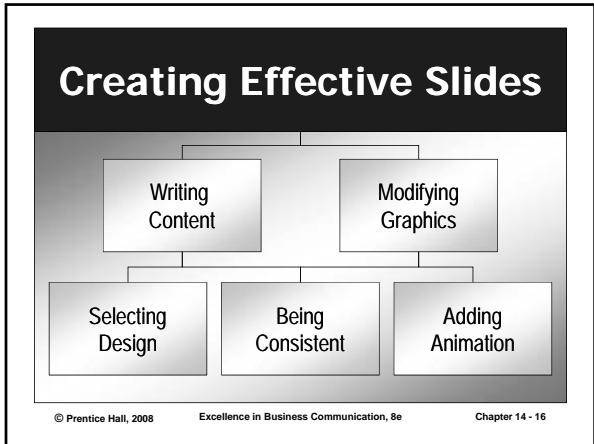 Creating Effective Slides
Writing
Content
Modifying
Graphics
Selecting
Design
Being
Consistent
Adding
Animation
© Prentice Hall, 2008 Excellence in Business Communication, 8e Chapter 14 - 16